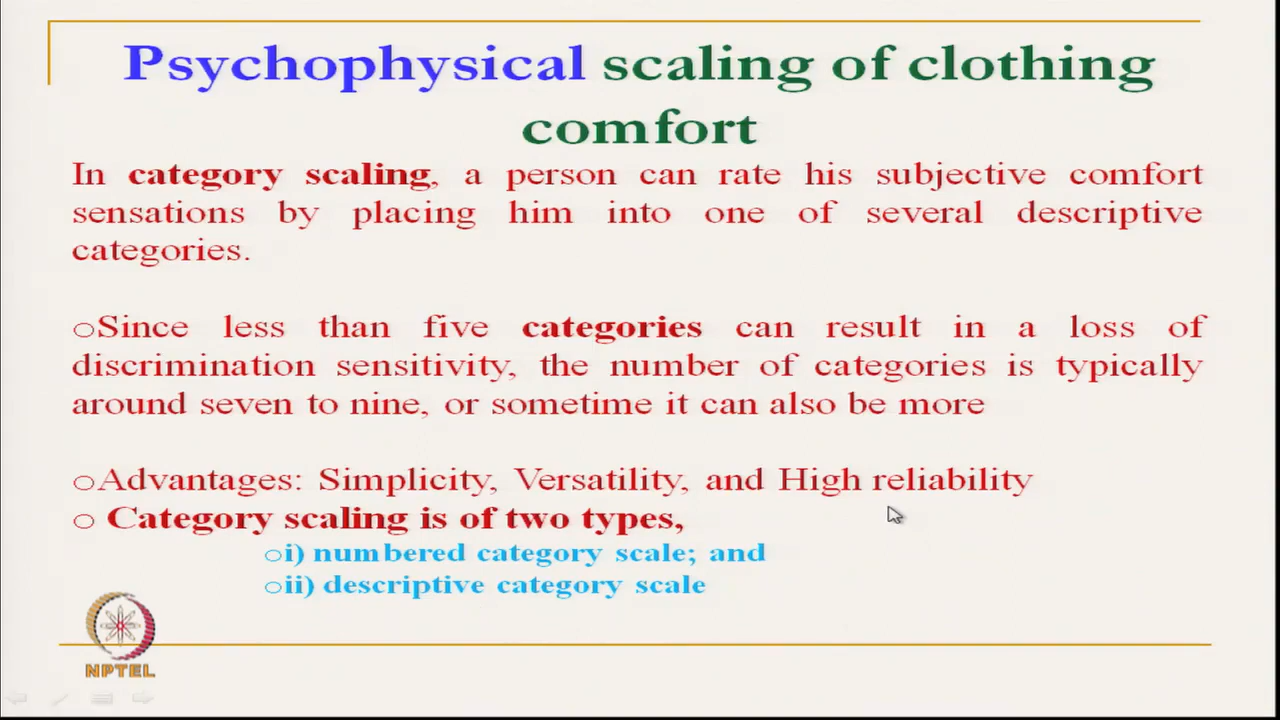 Psychophysical scaling of clothing
comfort
In category scaling, a person can rate his subjective comfort
sensations by placing him into one of several descriptive
categories.
○Since less than five categories can result in a loss of
discrimination sensitivity, the number of categories is typically
around seven to nine, or sometime it can also be more
○Advantages: Simplicity, Versatility, and High reliability
○ Category scaling is of two types,
○i) numbered category scale; and
○ii) descriptive category scale
NPTEL